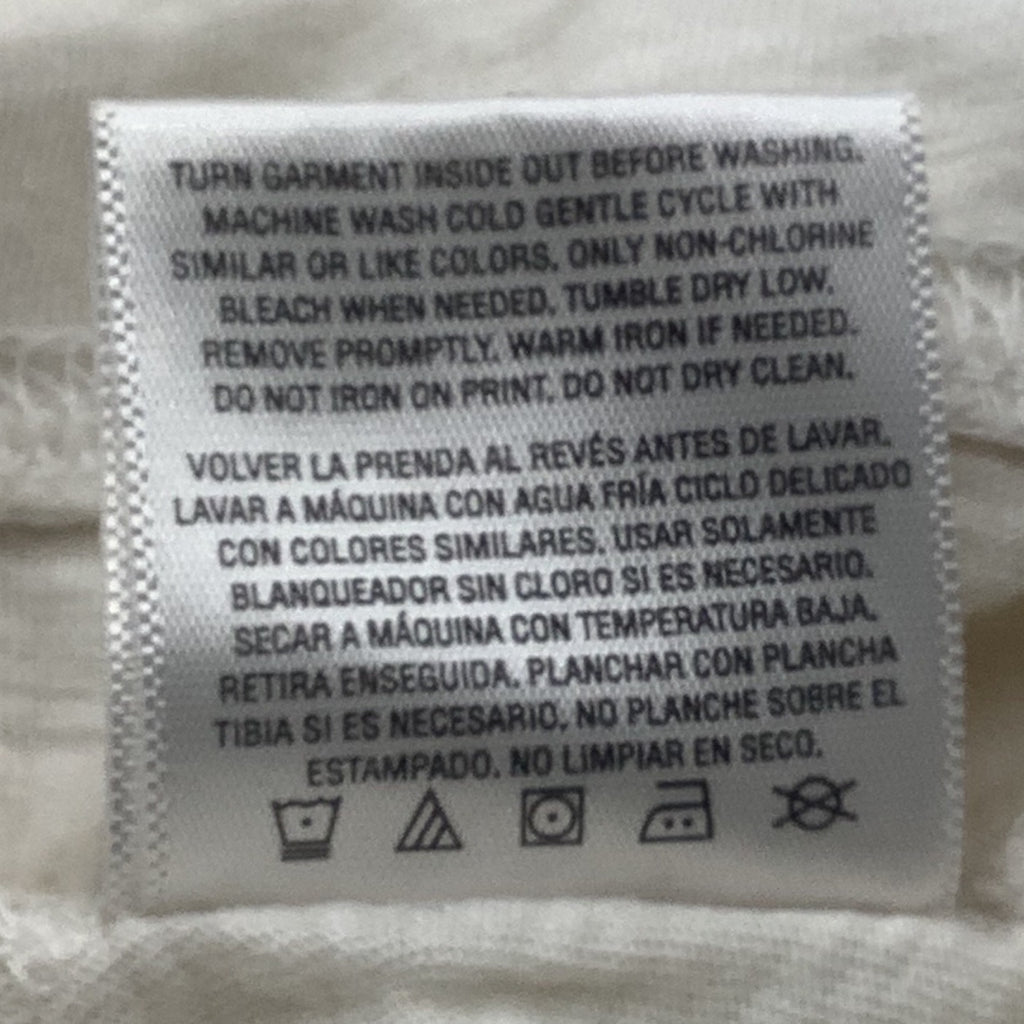 TURN GARMENT INSIDE OUT BEFORE WASHING.
MACHINE WASH COLD GENTLE CYCLE WITH
SIMILAR OR LIKE COLORS. ONLY NON-CHLORINE
BLEACH WHEN NEEDED. TUMBLE DRY LOW.
REMOVE PROMPTLY. WARM IRON IF NEEDED.
DO NOT IRON ON PRINT. DO NOT DRY CLEAN.
VOLVER LA PRENDA AL REVÉS ANTES DE LAVAR.
LAVAR A MÁQUINA CON AGUA FRÍA CICLO DELICADO
CON COLORES SIMILARES. USAR SOLAMENTE
BLANQUEADOR SIN CLORO SI ES NECESARIO.
SECAR A MÁQUINA CON TEMPERATURA BAJA.
RETIRA ENSEGUIDA. PLANCHAR CON PLANCHA
TIBIA SI ES NECESARIO. NO PLANCHE SOBRE EL
ESTAMPADO. NO LIMPIAR EN SECO.